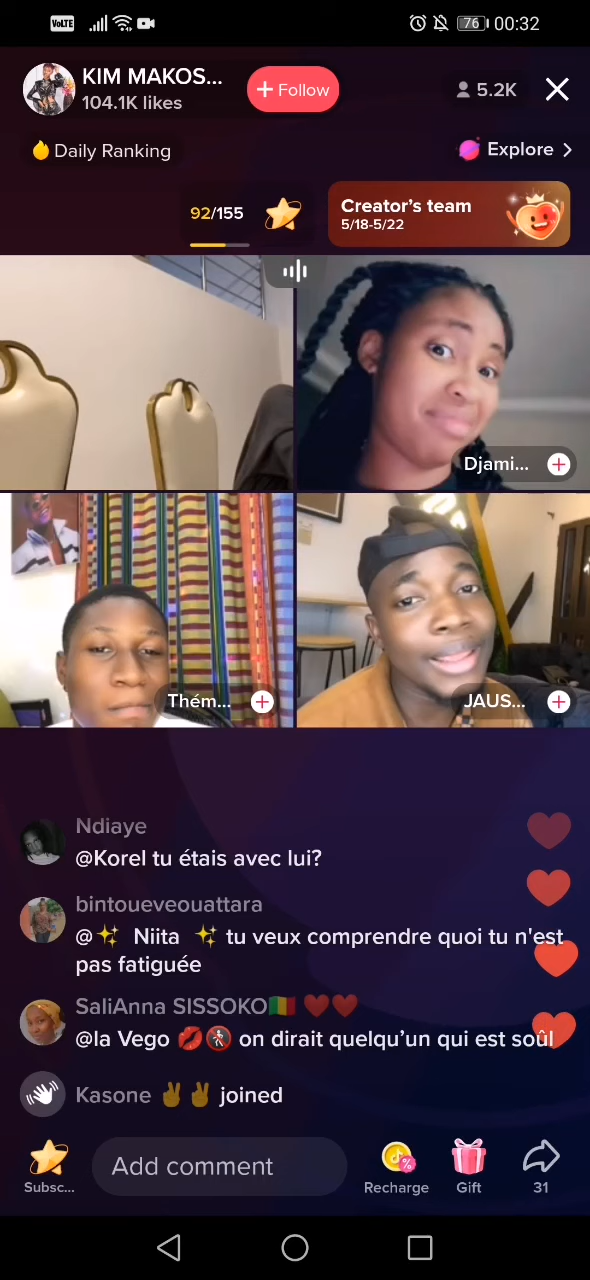 VoLTE 76 00:32
KIM MAKOS...
104.1K likes
+ Follow
5.2K
Daily Ranking
Explore >
92/155
Creator's team
5/18-5/22
Djami...
Thém...
JAUS...
Ndiaye
@Korel tu étais avec lui?
bintoueveouattara
@✨ Niita ✨ tu veux comprendre quoi tu n'est
pas fatiguée
SaliAnna SISSOKO🇲🇱 ❤️❤️
@la Vego 💋🚷 on dirait quelqu’un qui est soûl
Kasone ✌🏾✌🏾 joined
Add comment
Subsc...
Recharge
Gift
31